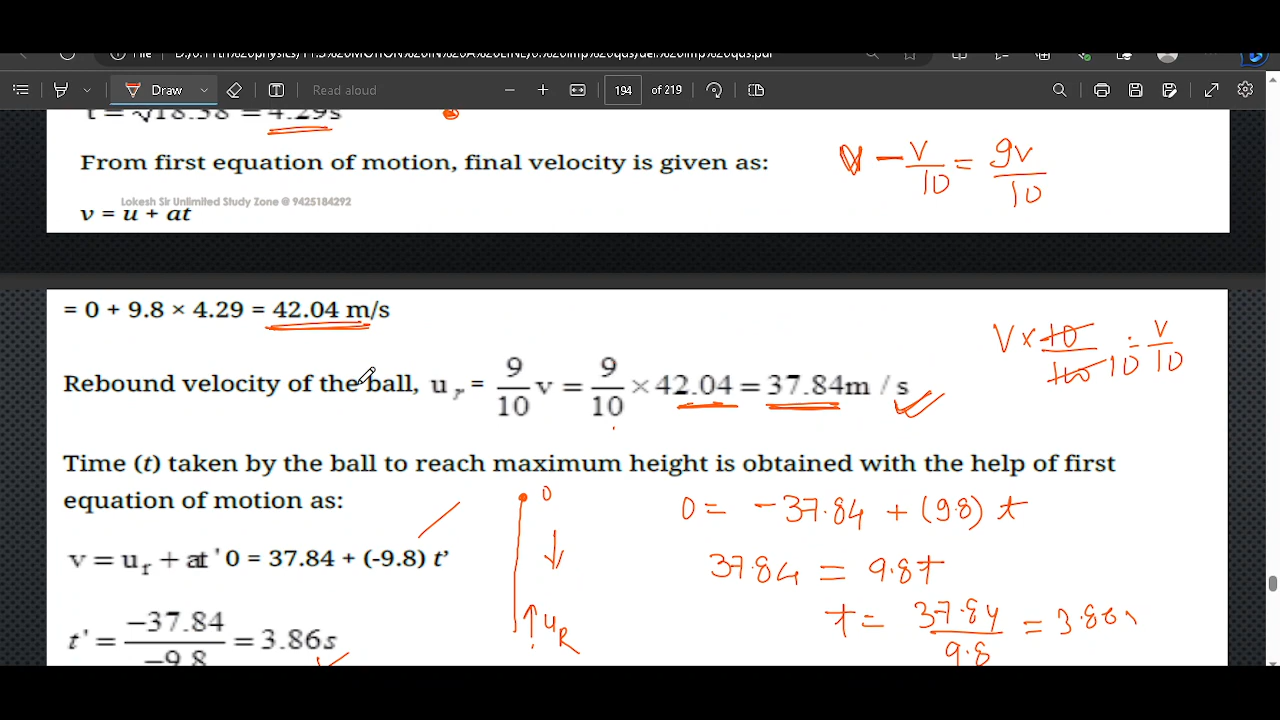 Draw
Read aloud
194 of 219
t = √18.38 = 4.29s
From first equation of motion, final velocity is given as:
V - V/10 = 9V/10
Lokesh Sir Unlimited Study Zone @ 9425184292
v = u + at
= 0 + 9.8 × 4.29 = 42.04 m/s
V × 10/100 10 = V/10
Rebound velocity of the ball, u r = 9/10 v = 9/10 × 42.04 = 37.84m / s
Time (t) taken by the ball to reach maximum height is obtained with the help of first
equation of motion as:
0
0 = -37.84 + (9.8) t
v = ur + at' 0 = 37.84 + (-9.8) t’
37.84 = 9.8t
t' = -37.84/-9.8 = 3.86s
uR
t = 37.84/9.8 = 3.86s